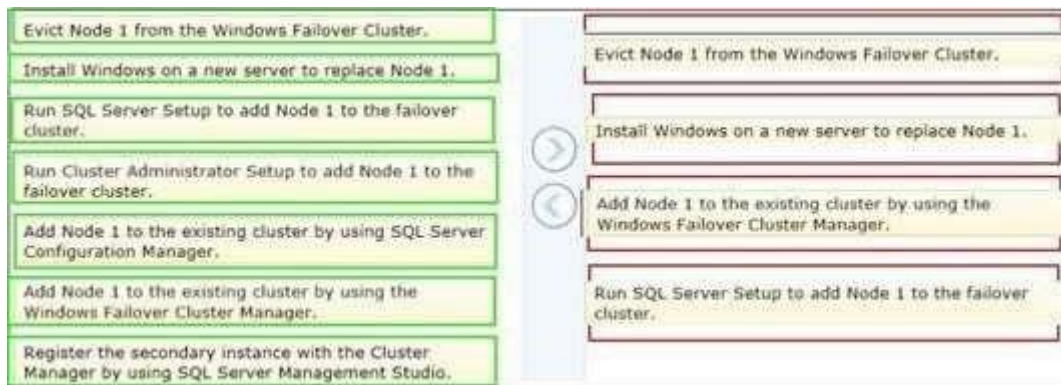 Evict Node 1 from the Windows Failover Cluster.
Install Windows on a new server to replace Node 1.
Run SQL Server Setup to add Node 1 to the failover
cluster.
Run Cluster Administrator Setup to add Node 1 to the
failover cluster.
Add Node 1 to the existing cluster by using SQL Server
Configuration Manager.
Add Node 1 to the existing cluster by using the
Windows Failover Cluster Manager.
Register the secondary instance with the Cluster
Manager by using SQL Server Management Studio.
Evict Node 1 from the Windows Failover Cluster.
Install Windows on a new server to replace Node 1.
Add Node 1 to the existing cluster by using the
Windows Failover Cluster Manager.
Run SQL Server Setup to add Node 1 to the failover
cluster.